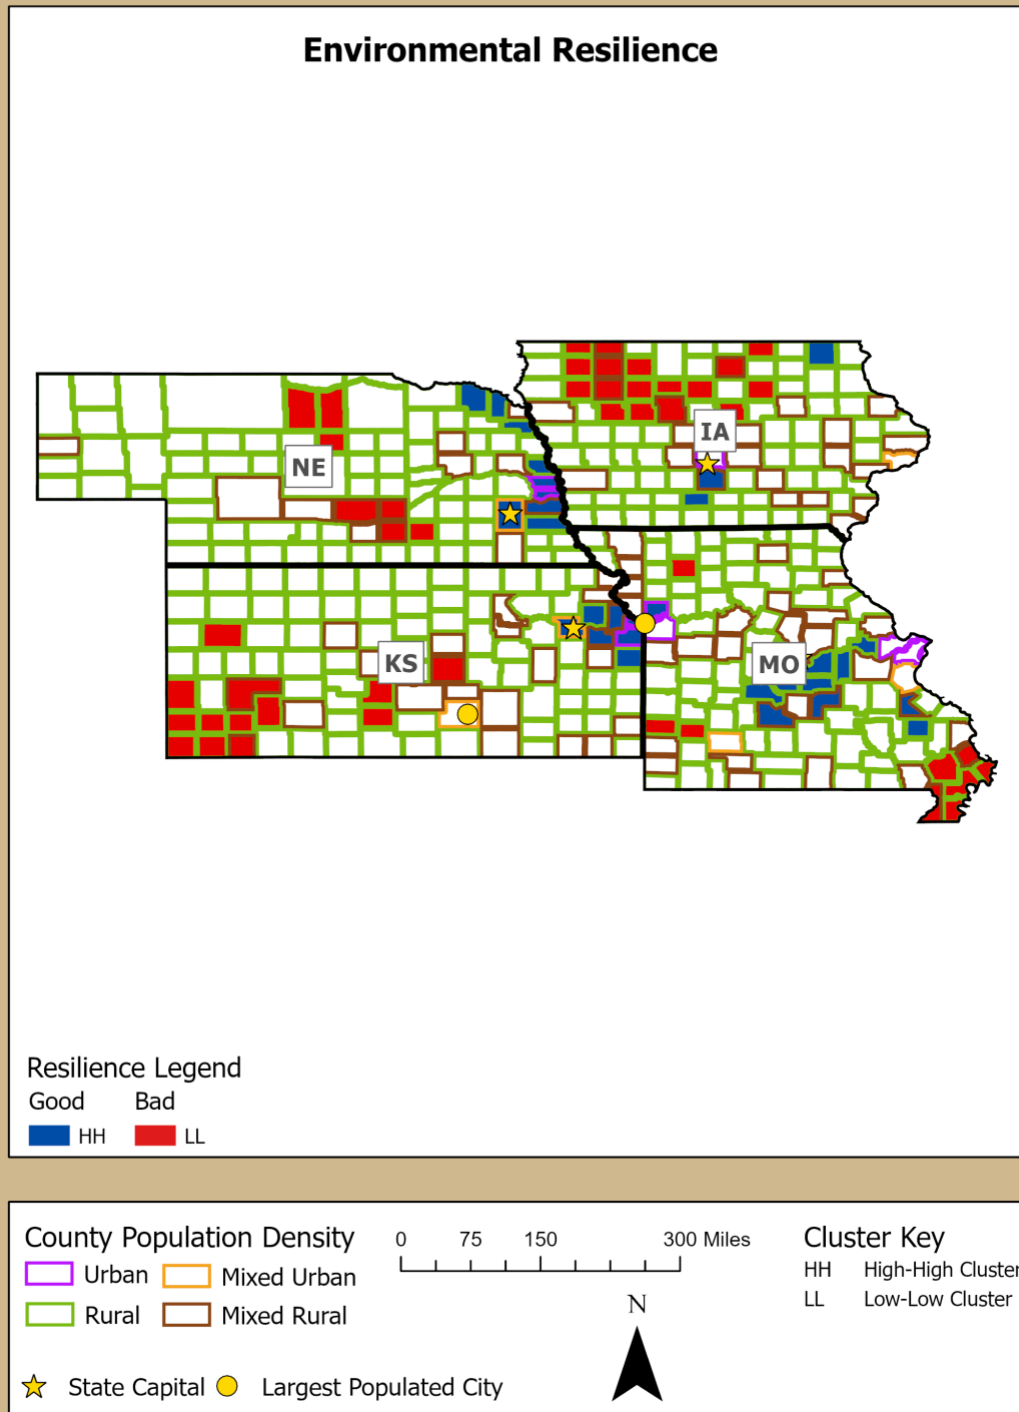 Environmental Resilience
IA
NE
KS
MO
Resilience Legend
Good Bad
HH LL
County Population Density
Urban Mixed Urban
Rural Mixed Rural
State Capital Largest Populated City
0 75 150 300 Miles
N
Cluster Key
HH High-High Cluster
LL Low-Low Cluster